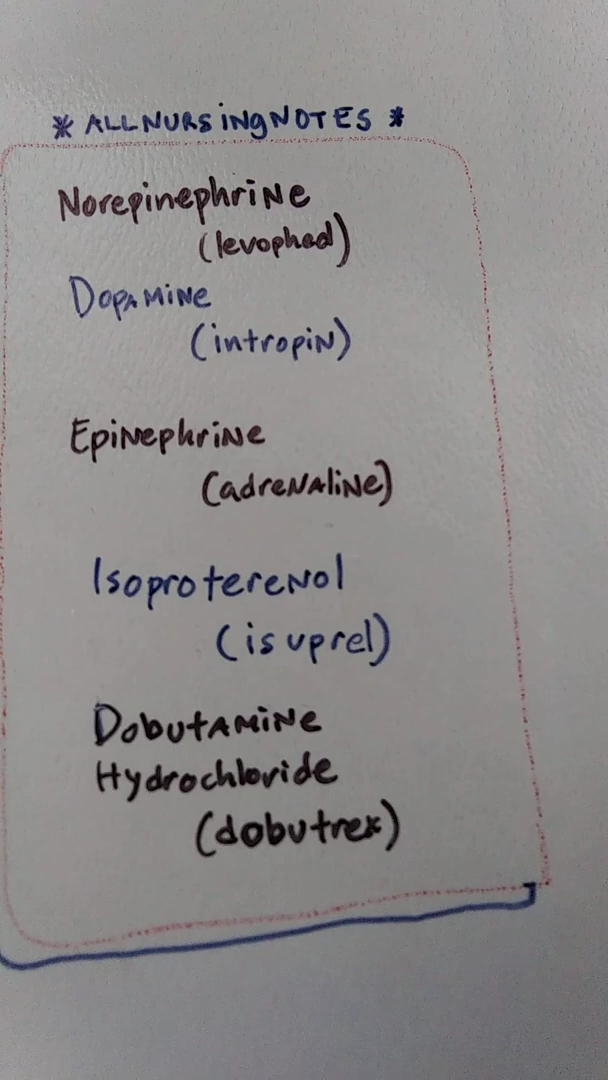 * ALLNURSINGNOTES *
Norepinephrine
(levophed)
Dopamine
(intropin)
Epinephrine
(adrenaline)
Isoproterenol
(isuprel)
Dobutamine
Hydrochloride
(dobutrex)